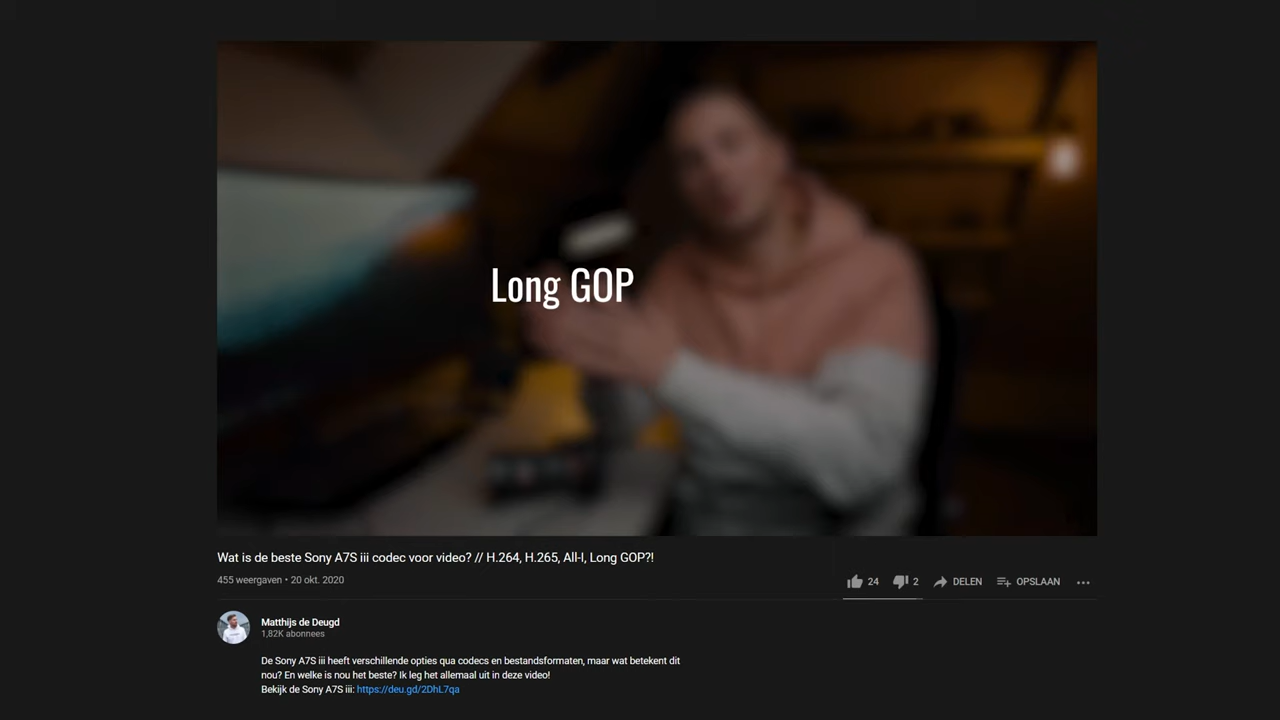 Long GOP
Wat is de beste Sony A7S iii codec voor video? // H.264, H.265, All-I, Long GOP?!
455 weergaven • 20 okt. 2020
24 2 DELEN OPSLAAN
Matthijs de Deugd
1,82K abonnees
De Sony A7S iii heeft verschillende opties qua codecs en bestandsformaten, maar wat betekent dit
nou? En welke is nou het beste? Ik leg het allemaal uit in deze video!
Bekijk de Sony A7S iii: https://deu.gd/2DhL7qa